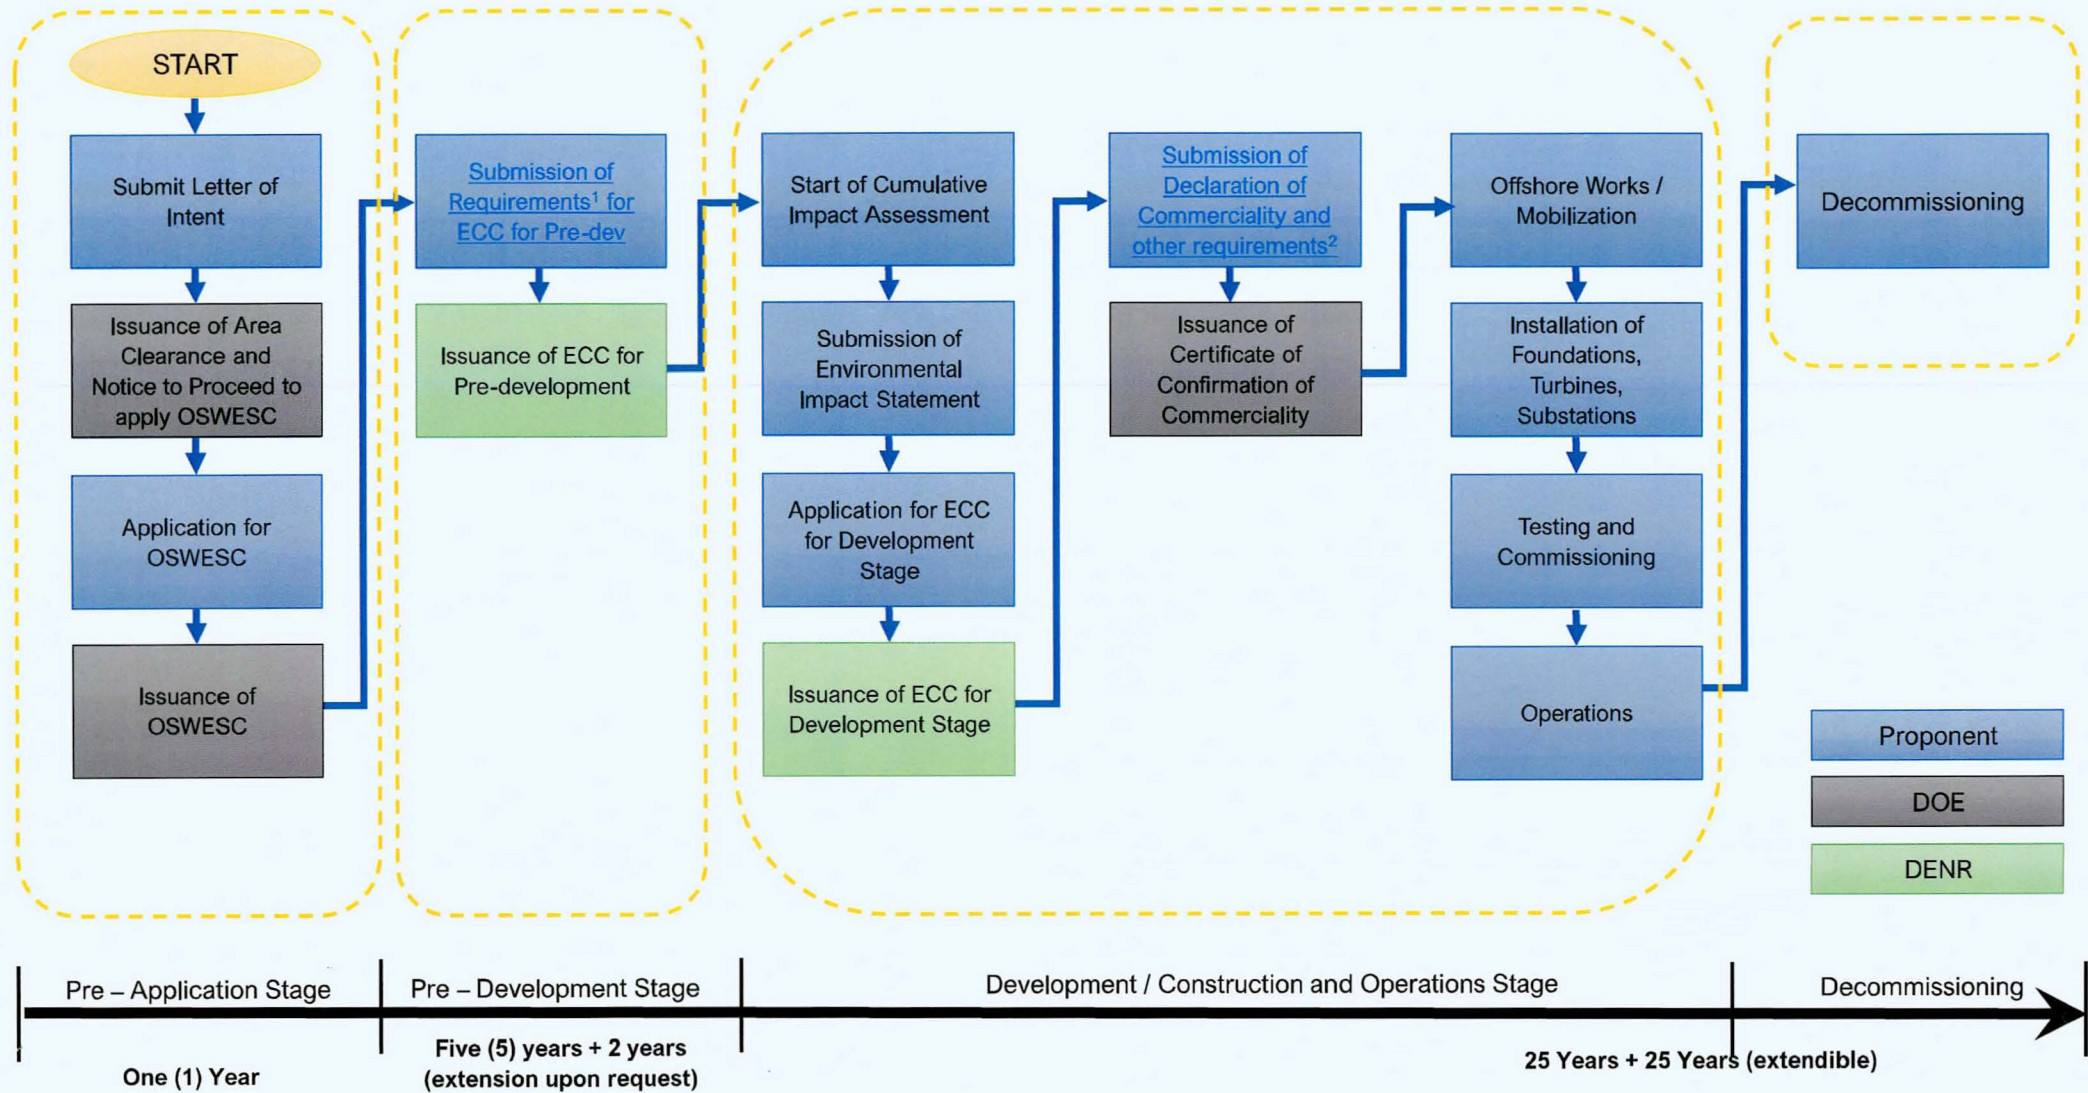 START
Submit Letter of
Intent
Issuance of Area
Clearance and
Notice to Proceed to
apply OSWESC
Application for
OSWESC
Issuance of
OSWESC
Submission of
Requirements¹ for
ECC for Pre-dev
Issuance of ECC for
Pre-development
Start of Cumulative
Impact Assessment
Submission of
Environmental
Impact Statement
Application for ECC
for Development
Stage
Issuance of ECC for
Development Stage
Submission of
Declaration of
Commerciality and
other requirements²
Issuance of
Certificate of
Confirmation of
Commerciality
Offshore Works /
Mobilization
Installation of
Foundations,
Turbines,
Substations
Testing and
Commissioning
Operations
Decommissioning
Proponent
DOE
DENR
Pre – Application Stage
One (1) Year
Pre – Development Stage
Five (5) years + 2 years
(extension upon request)
Development / Construction and Operations Stage
25 Years + 25 Years (extendible)
Decommissioning